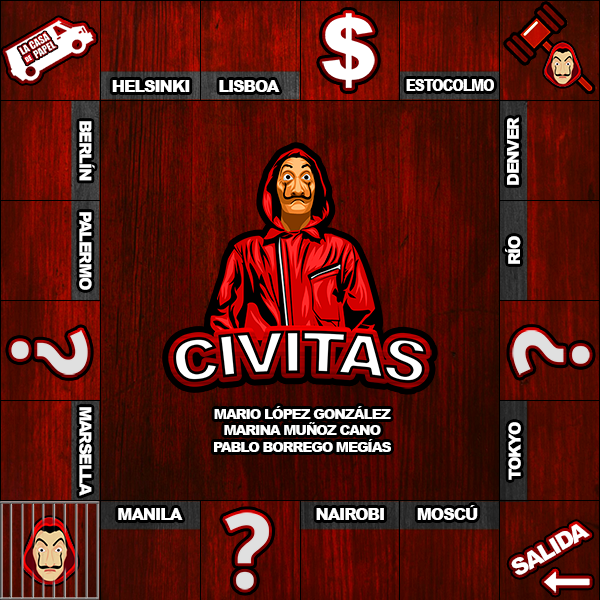 LA CASA
DE PAPEL
$
HELSINKI
LISBOA
ESTOCOLMO
BERLÍN
DENVER
PALERMO
RÍO
?
CIVITAS
?
MARIO LÓPEZ GONZÁLEZ
MARINA MUÑOZ CANO
PABLO BORREGO MEGÍAS
MARSELLA
TOKYO
MANILA
?
NAIROBI
MOSCÚ
SALIDA